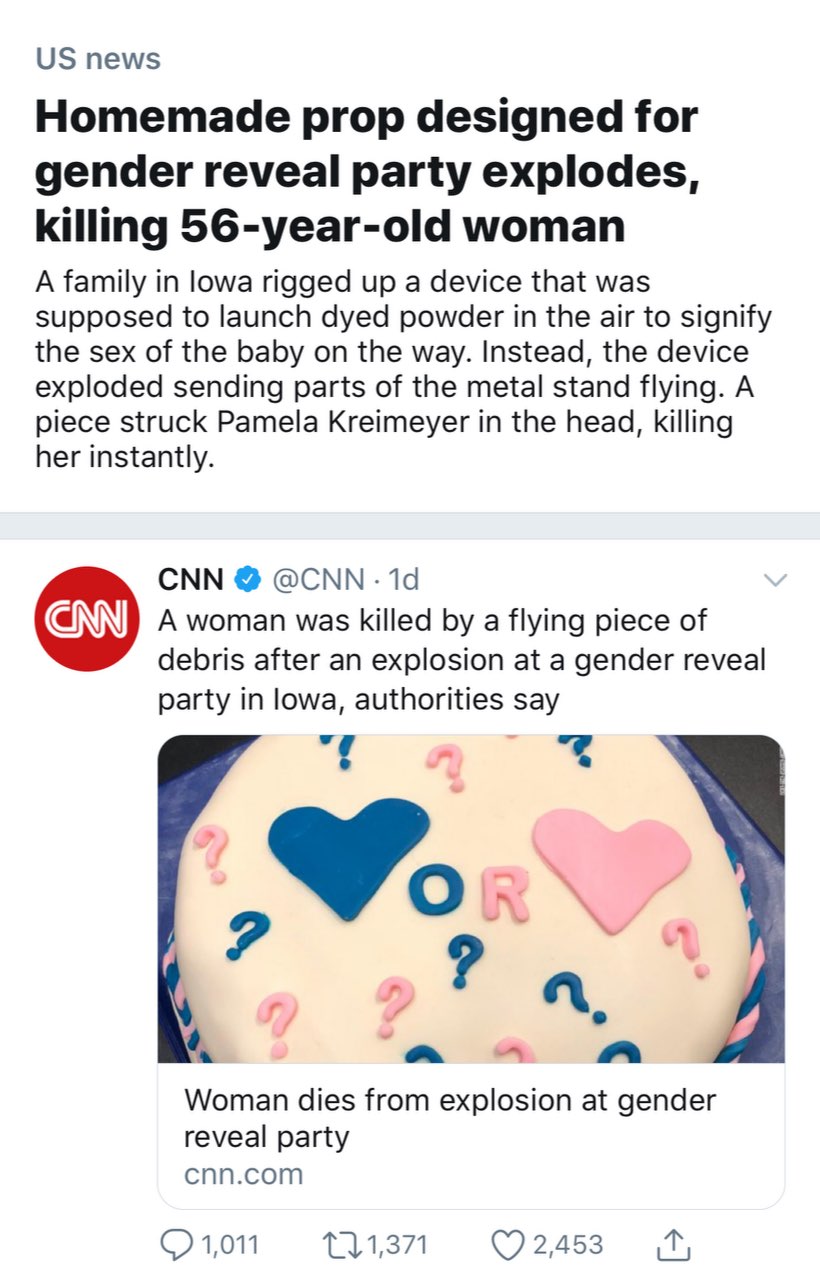 US news
Homemade prop designed for
gender reveal party explodes,
killing 56-year-old woman
A family in Iowa rigged up a device that was
supposed to launch dyed powder in the air to signify
the sex of the baby on the way. Instead, the device
exploded sending parts of the metal stand flying. A
piece struck Pamela Kreimeyer in the head, killing
her instantly.
CNN
CNN @CNN · 1d
A woman was killed by a flying piece of
debris after an explosion at a gender reveal
party in Iowa, authorities say
? ? ?
?
OR
? ? ?
? ? ?
Woman dies from explosion at gender
reveal party
cnn.com
1,011 1,371 2,453